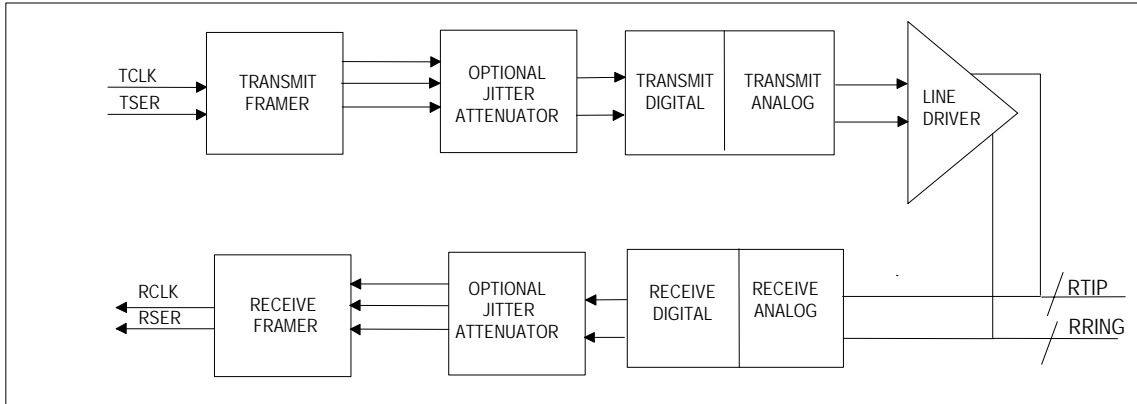 TCLK
TSER
TRANSMIT
FRAMER
OPTIONAL
JITTER
ATTENUATOR
TRANSMIT
DIGITAL
TRANSMIT
ANALOG
LINE
DRIVER
RCLK
RSER
RECEIVE
FRAMER
OPTIONAL
JITTER
ATTENUATOR
RECEIVE
DIGITAL
RECEIVE
ANALOG
RTIP
RRING